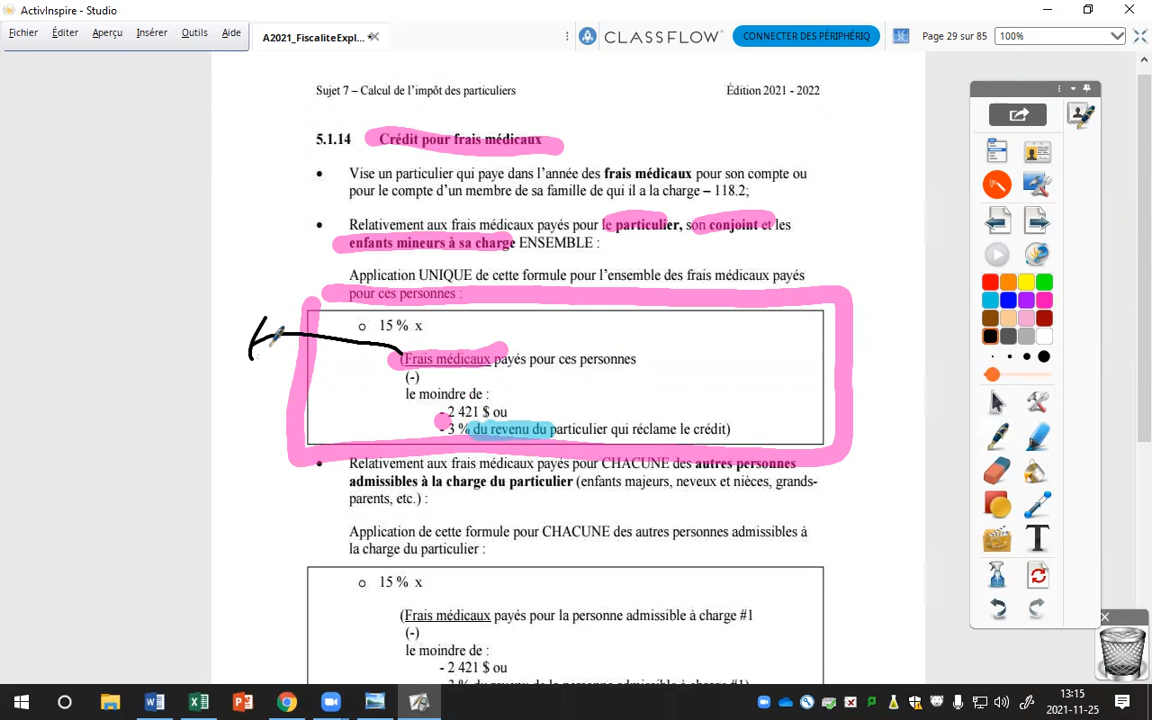 ActivInspire - Studio
Fichier Éditer Aperçu Insérer Outils Aide A2021_FiscaliteExpl... CLASSFLOW CONNECTER DES PÉRIPHÉRIQ Page 29 sur 85 100%
Sujet 7 – Calcul de l'impôt des particuliers Édition 2021 - 2022
5.1.14 Crédit pour frais médicaux
• Vise un particulier qui paye dans l'année des frais médicaux pour son compte ou
pour le compte d'un membre de sa famille de qui il a la charge – 118.2;
• Relativement aux frais médicaux payés pour le particulier, son conjoint et les
enfants mineurs à sa charge ENSEMBLE :
Application UNIQUE de cette formule pour l'ensemble des frais médicaux payés
pour ces personnes :
o 15 % x
(Frais médicaux payés pour ces personnes
(-)
le moindre de :
- 2 421 $ ou
- 3 % du revenu du particulier qui réclame le crédit)
• Relativement aux frais médicaux payés pour CHACUNE des autres personnes
admissibles à la charge du particulier (enfants majeurs, neveux et nièces, grands-
parents, etc.) :
Application de cette formule pour CHACUNE des autres personnes admissibles à
la charge du particulier :
o 15 % x
(Frais médicaux payés pour la personne admissible à charge #1
(-)
le moindre de :
- 2 421 $ ou
- 3 % du revenu de la personne admissible à charge #1)
13:15
2021-11-25